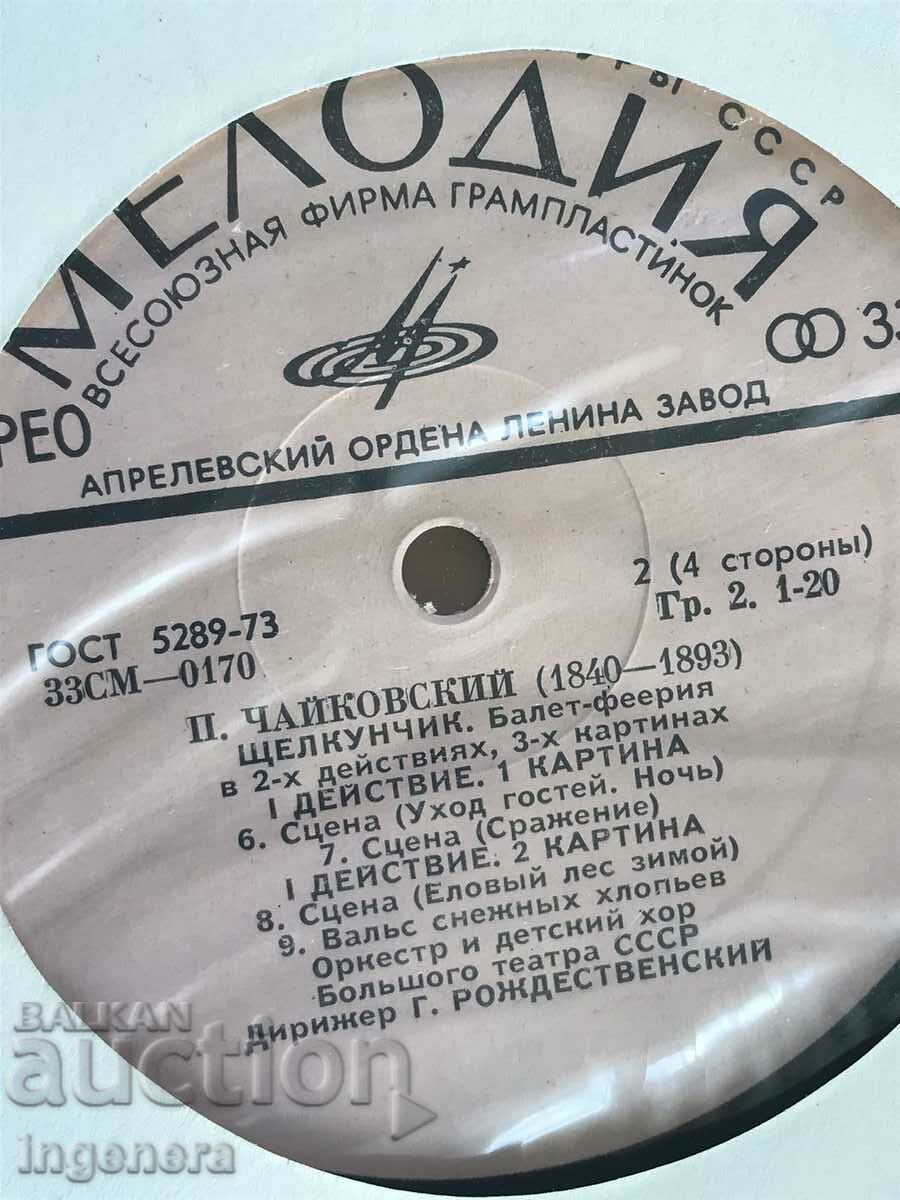 УРЫ СССР
МЕЛОДИЯ
ВСЕСОЮЗНАЯ ФИРМА ГРАМПЛАСТИНОК
РЕО
33
АПРЕЛЕВСКИЙ ОРДЕНА ЛЕНИНА ЗАВОД
2 (4 стороны)
Гр. 2. 1-20
ГОСТ 5289-73
33СМ—0170
П. ЧАЙКОВСКИЙ (1840—1893)
ЩЕЛКУНЧИК. Балет-феерия
в 2-х действиях, 3-х картинах
I ДЕЙСТВИЕ. 1 КАРТИНА
6. Сцена (Уход гостей. Ночь)
7. Сцена (Сражение)
I ДЕЙСТВИЕ. 2 КАРТИНА
8. Сцена (Еловый лес зимой)
9. Вальс снежных хлопьев
Оркестр и детский хор
Большого театра СССР
Дирижер Г. РОЖДЕСТВЕНСКИЙ
BALKAN
auction
ingenera